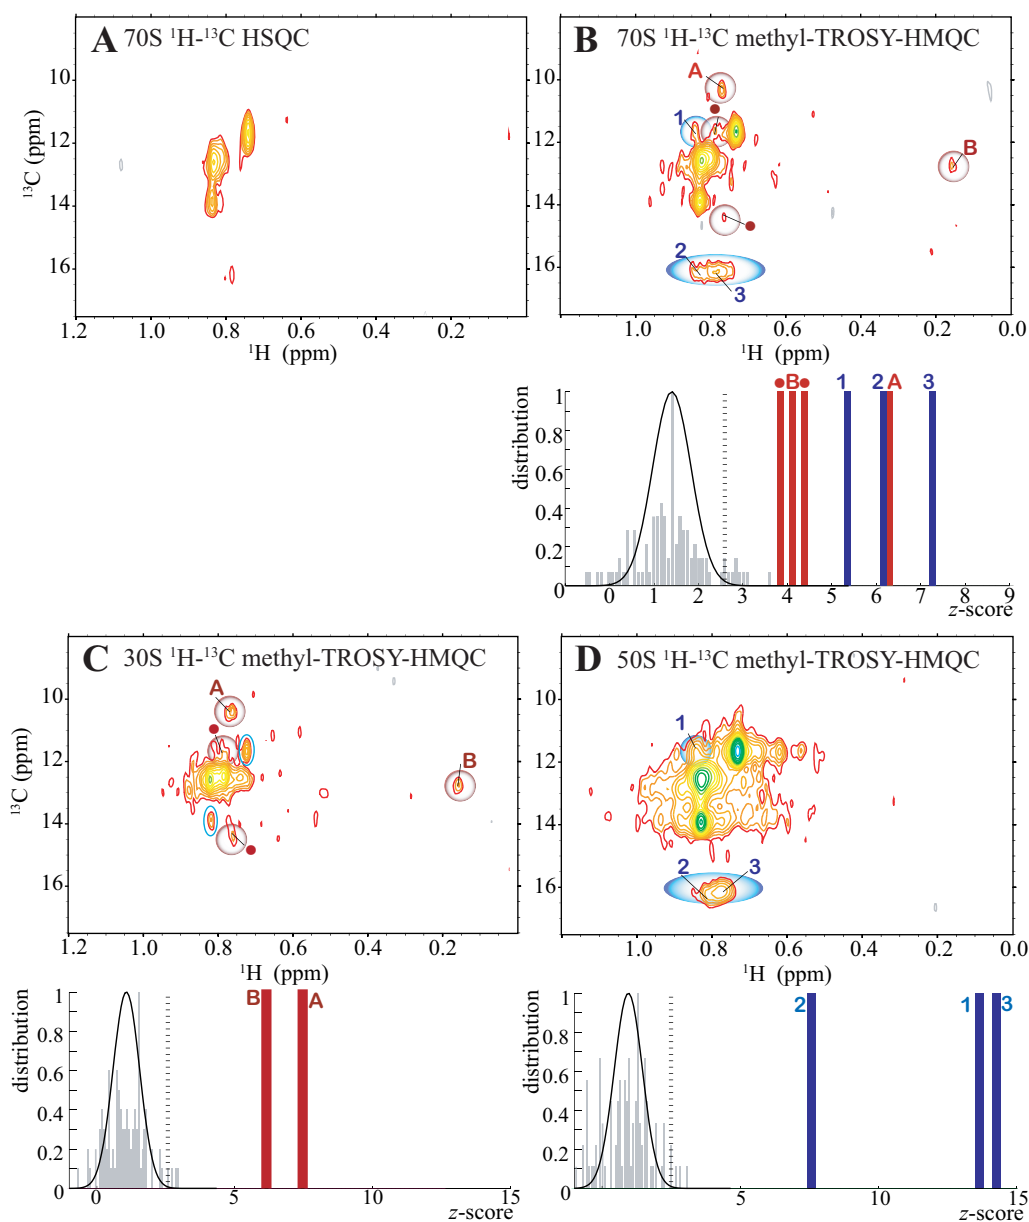 A 70S ¹H-¹³C HSQC
10
12
14
16
¹³C (ppm)
1.2 1.0 0.8 0.6 0.4 0.2
¹H (ppm)
B 70S ¹H-¹³C methyl-TROSY-HMQC
A
1
B
2
3
1.0 0.8 0.6 0.4 0.2 0.0
¹H (ppm)
B 1 2 A 3
distribution
1
0.8
0.6
0.4
0.2
0
0 1 2 3 4 5 6 7 8 9
z-score
C 30S ¹H-¹³C methyl-TROSY-HMQC
10
12
14
16
¹³C (ppm)
A
B
1.2 1.0 0.8 0.6 0.4 0.2
¹H (ppm)
D 50S ¹H-¹³C methyl-TROSY-HMQC
10
12
14
16
1
2 3
1.0 0.8 0.6 0.4 0.2 0.0
¹H (ppm)
distribution
1
0.8
0.6
0.4
0.2
0
B A
0 5 10 15
z-score
distribution
1
0.8
0.6
0.4
0.2
0
2 1 3
0 5 10 15
z-score